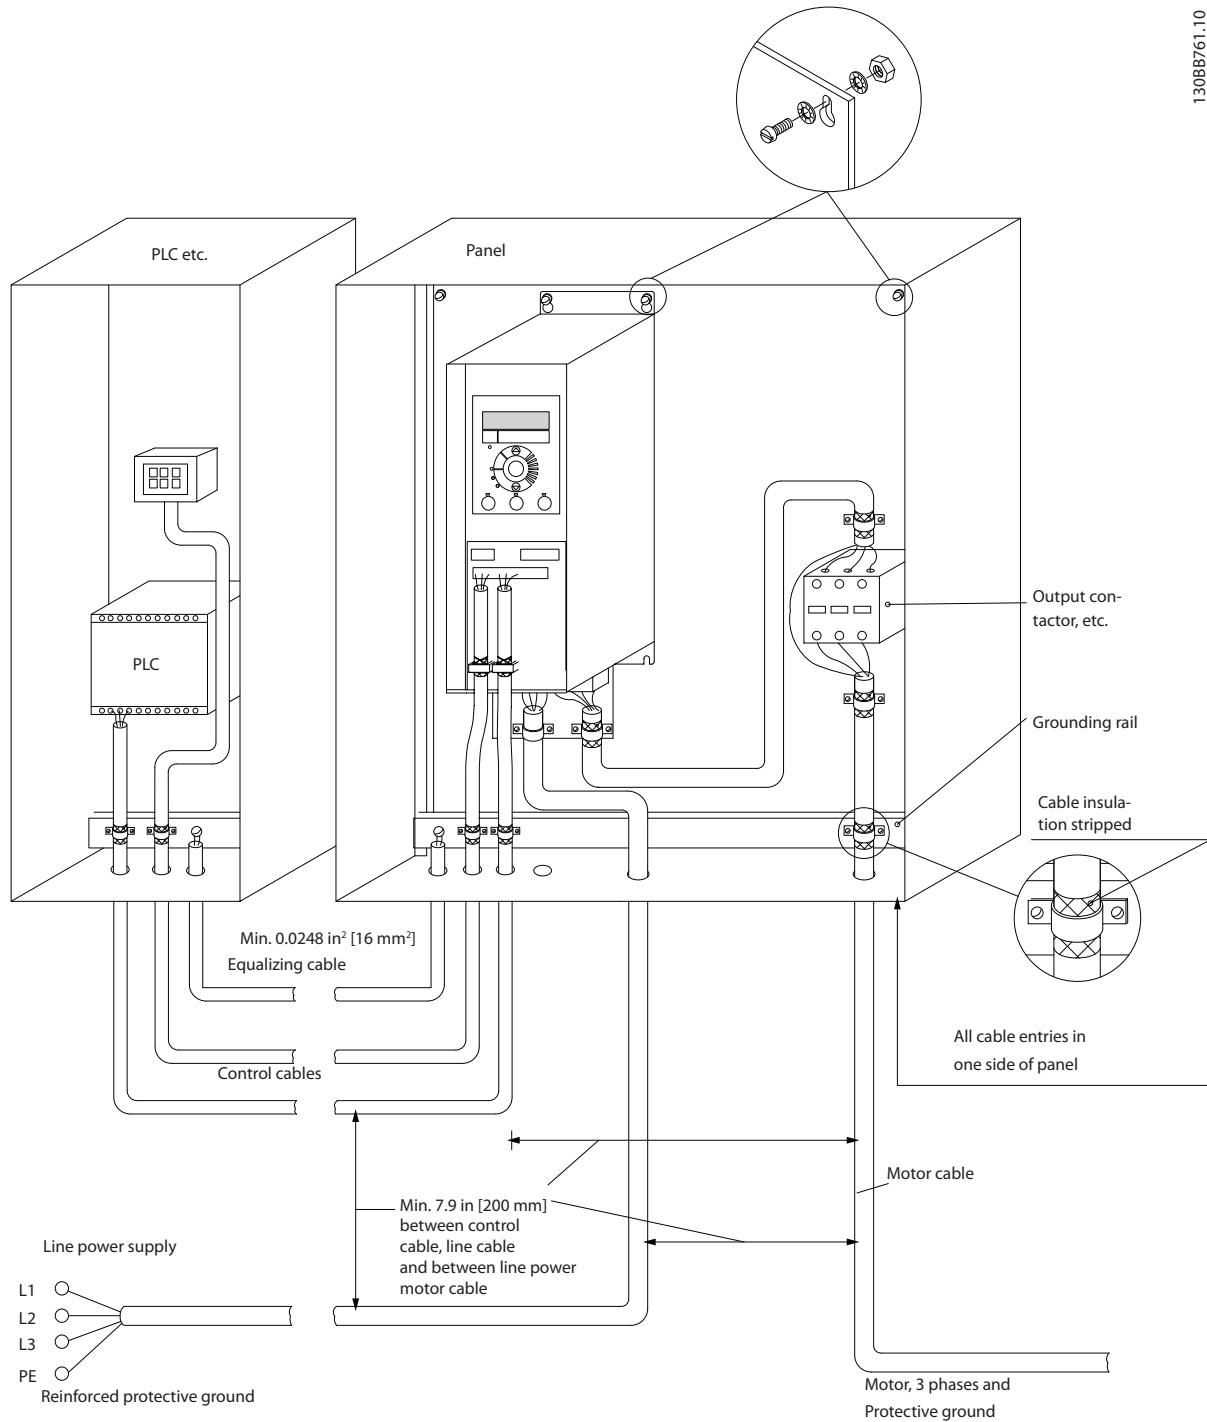 130BB761.10
PLC etc.
Panel
PLC
Output con-
tactor, etc.
Grounding rail
Cable insula-
tion stripped
Min. 0.0248 in² [16 mm²]
Equalizing cable
All cable entries in
one side of panel
Control cables
Motor cable
Min. 7.9 in [200 mm]
between control
cable, line cable
and between line power
motor cable
Line power supply
L1
L2
L3
PE
Reinforced protective ground
Motor, 3 phases and
Protective ground